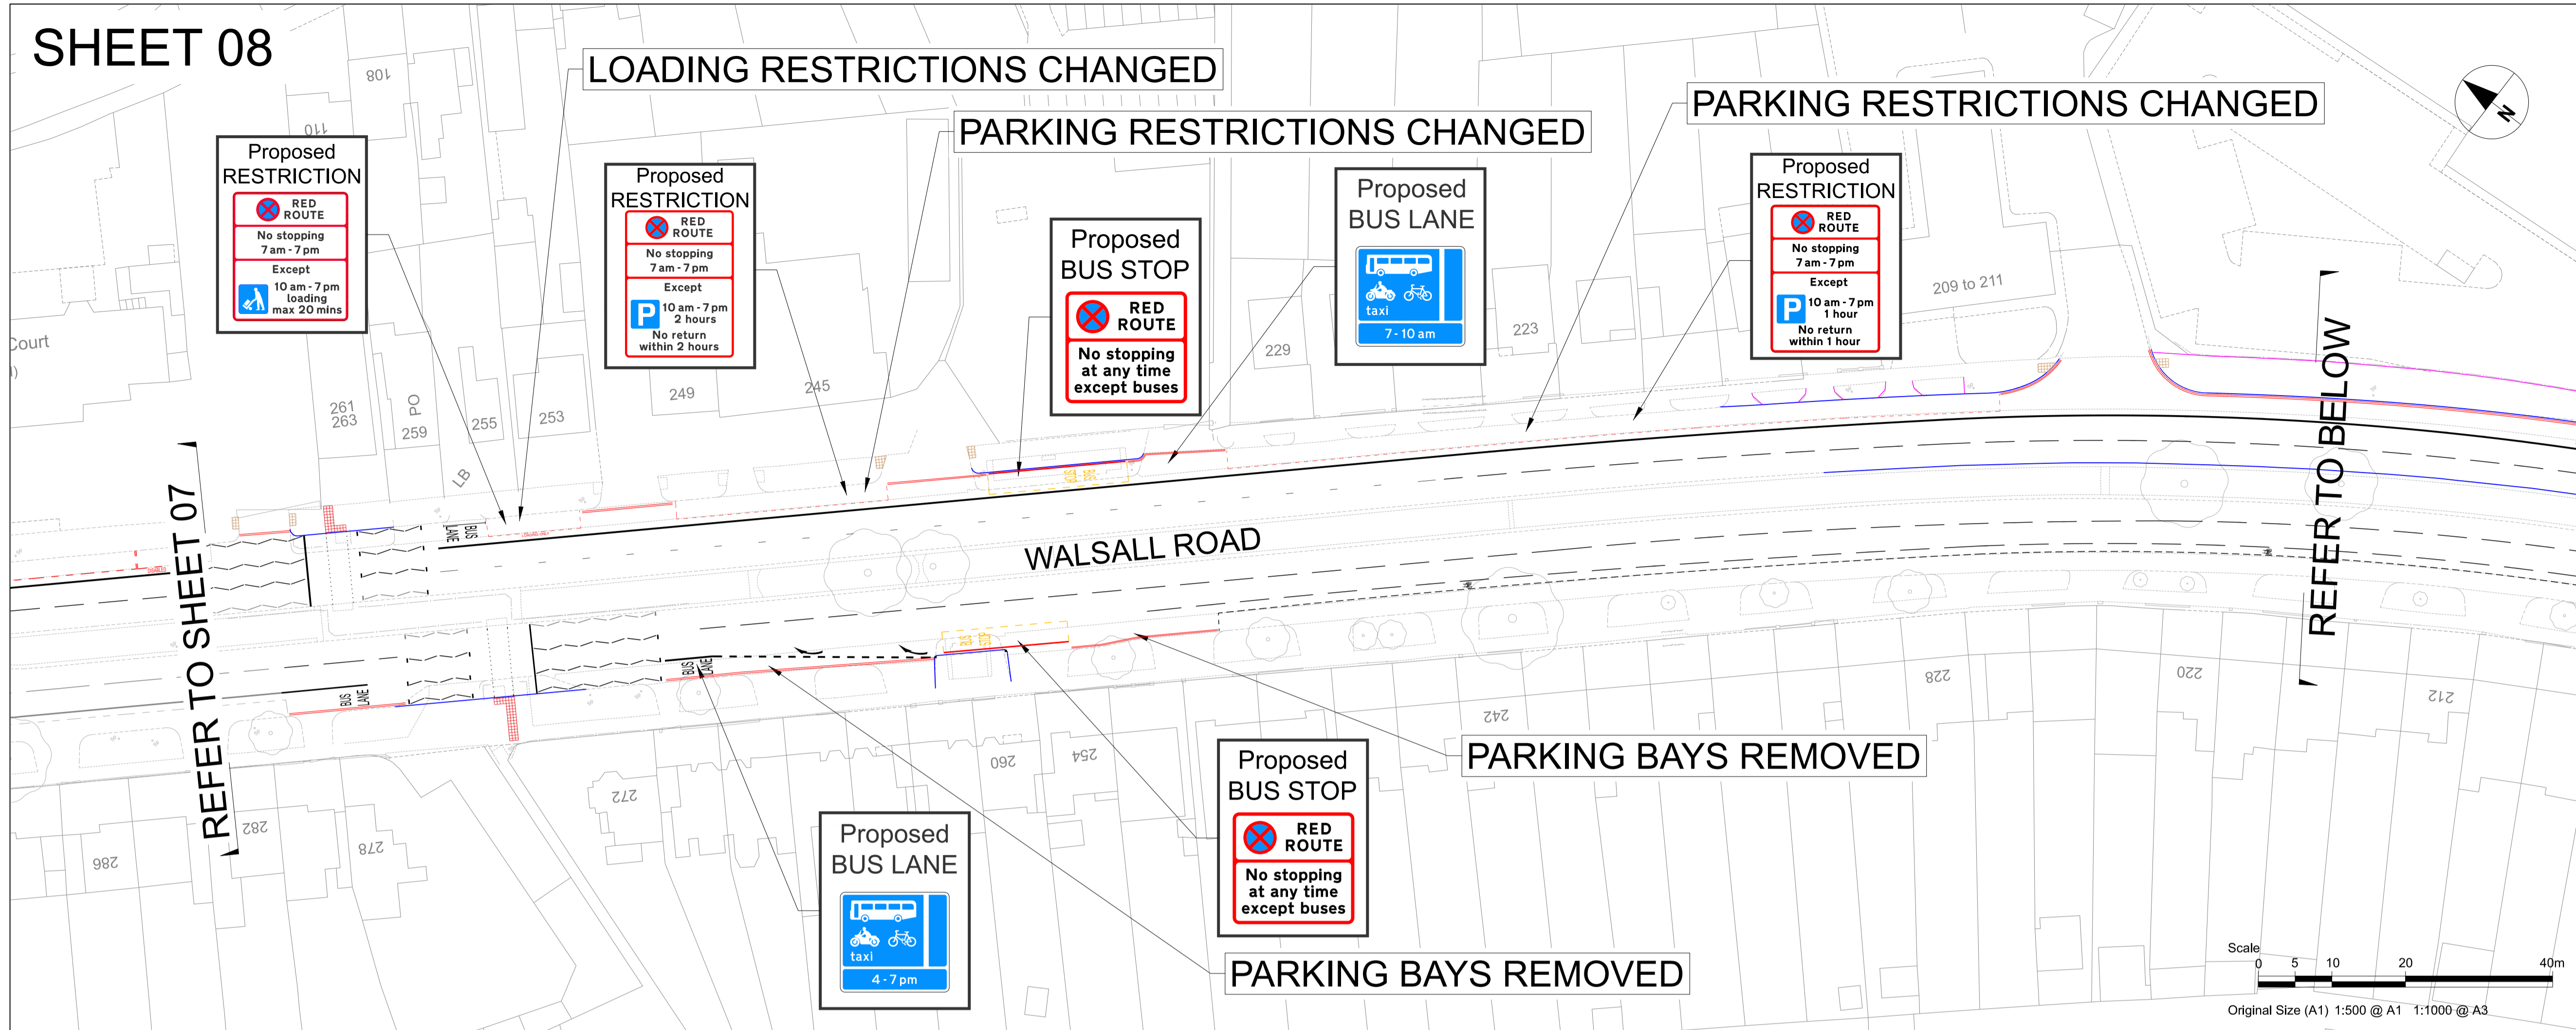 SHEET 08
LOADING RESTRICTIONS CHANGED
PARKING RESTRICTIONS CHANGED
PARKING RESTRICTIONS CHANGED
N
Proposed
RESTRICTION
RED
ROUTE
No stopping
7 am - 7 pm
Except
10 am - 7 pm
loading
max 20 mins
Proposed
RESTRICTION
RED
ROUTE
No stopping
7 am - 7 pm
Except
P
10 am - 7 pm
2 hours
No return
within 2 hours
Proposed
BUS STOP
RED
ROUTE
No stopping
at any time
except buses
Proposed
BUS LANE
taxi
7 - 10 am
Proposed
RESTRICTION
RED
ROUTE
No stopping
7 am - 7 pm
Except
P
10 am - 7 pm
1 hour
No return
within 1 hour
108
110
Court
261
263
PO
259
255
253
LB
249
245
229
223
209 to 211
REFER TO SHEET 07
REFER TO BELOW
BUS
LANE
BUS
STOP
WALSALL ROAD
BUS
STOP
BUS
LANE
BUS
LANE
286
282
278
272
260
254
242
228
220
212
PARKING BAYS REMOVED
Proposed
BUS STOP
RED
ROUTE
No stopping
at any time
except buses
Proposed
BUS LANE
taxi
4 - 7 pm
PARKING BAYS REMOVED
Scale
0 5 10 20 40m
Original Size (A1) 1:500 @ A1 1:1000 @ A3